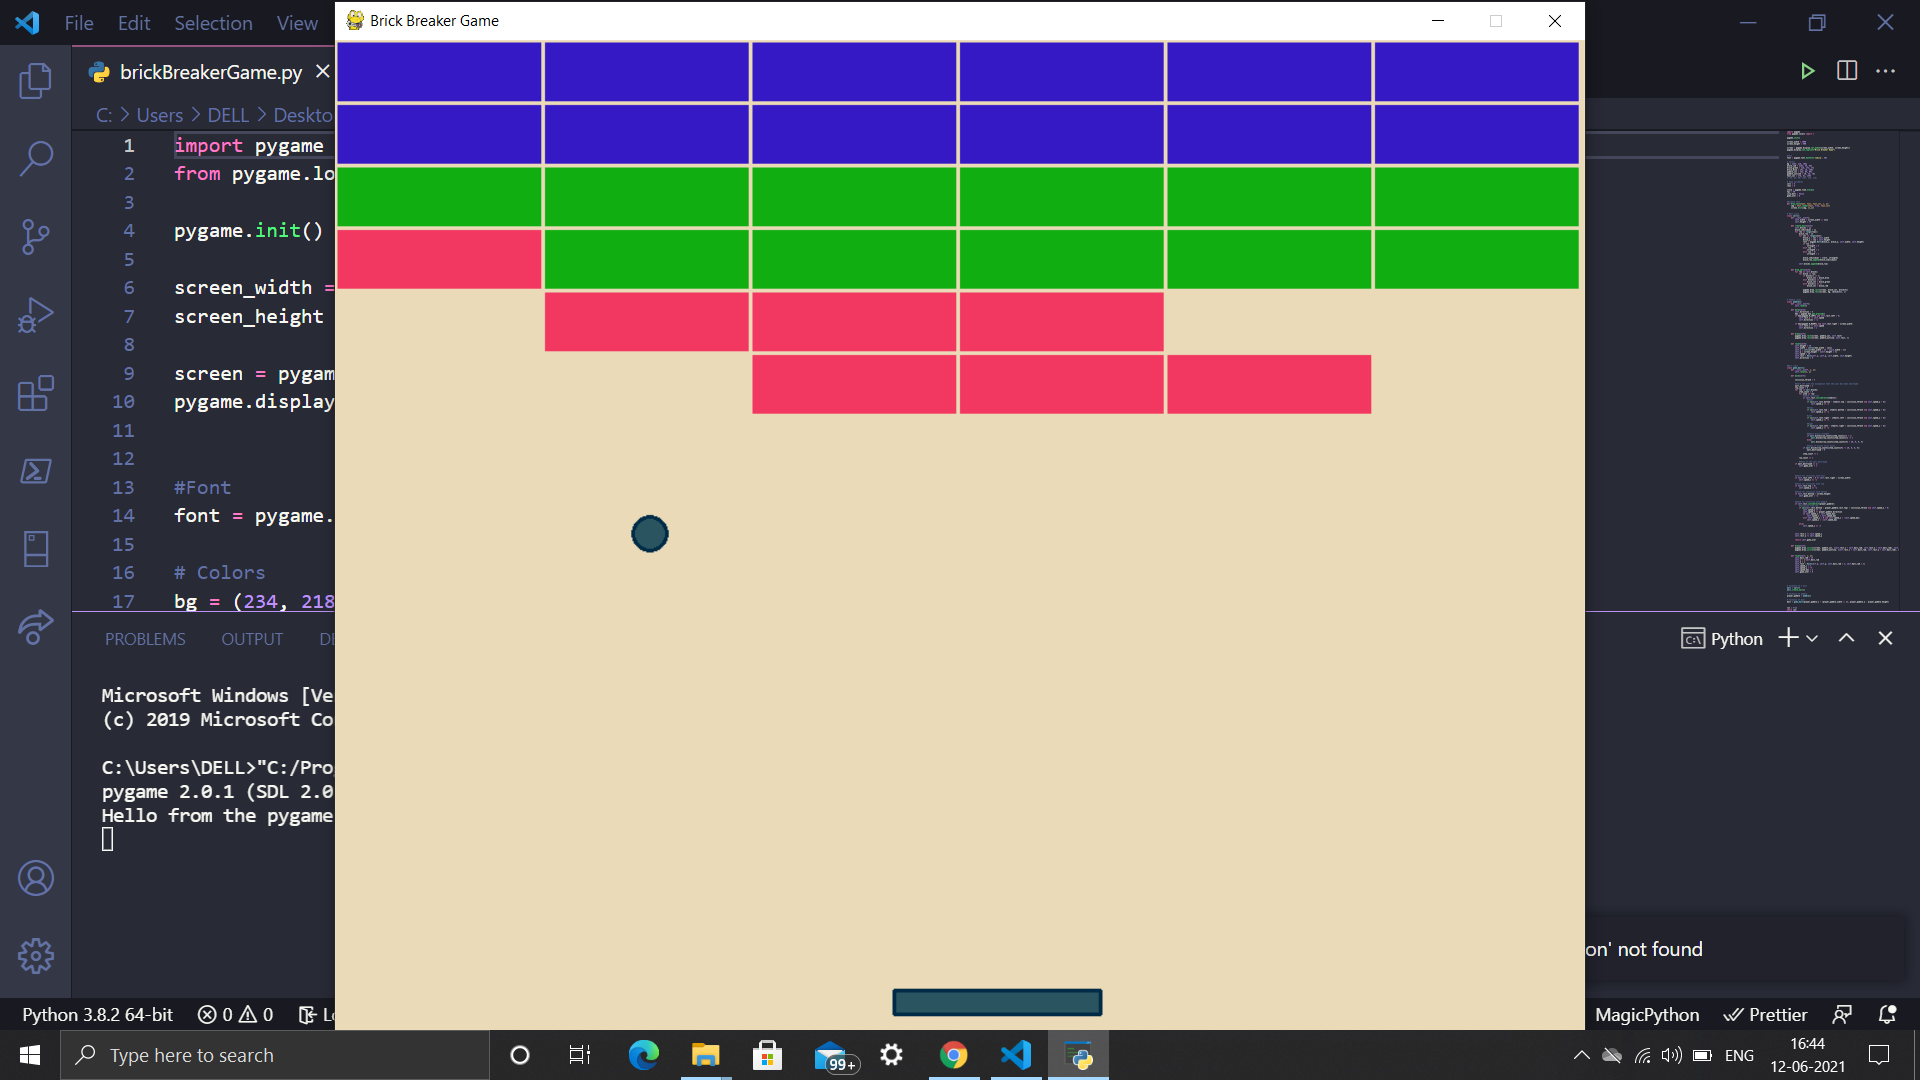 File Edit Selection View
Brick Breaker Game
brickBreakerGame.py
C: > Users > DELL > Deskto
1 import pygame
2 from pygame.lo
3
4 pygame.init()
5
6 screen_width =
7 screen_height
8
9 screen = pygam
10 pygame.display
11
12
13 #Font
14 font = pygame.
15
16 # Colors
17 bg = (234, 218
PROBLEMS OUTPUT DE
Python
Microsoft Windows [Ve
(c) 2019 Microsoft Co
C:\Users\DELL>"C:/Pro
pygame 2.0.1 (SDL 2.0
Hello from the pygame
on' not found
Python 3.8.2 64-bit 0 0 Lo MagicPython Prettier
Type here to search
99+
ENG
16:44
12-06-2021